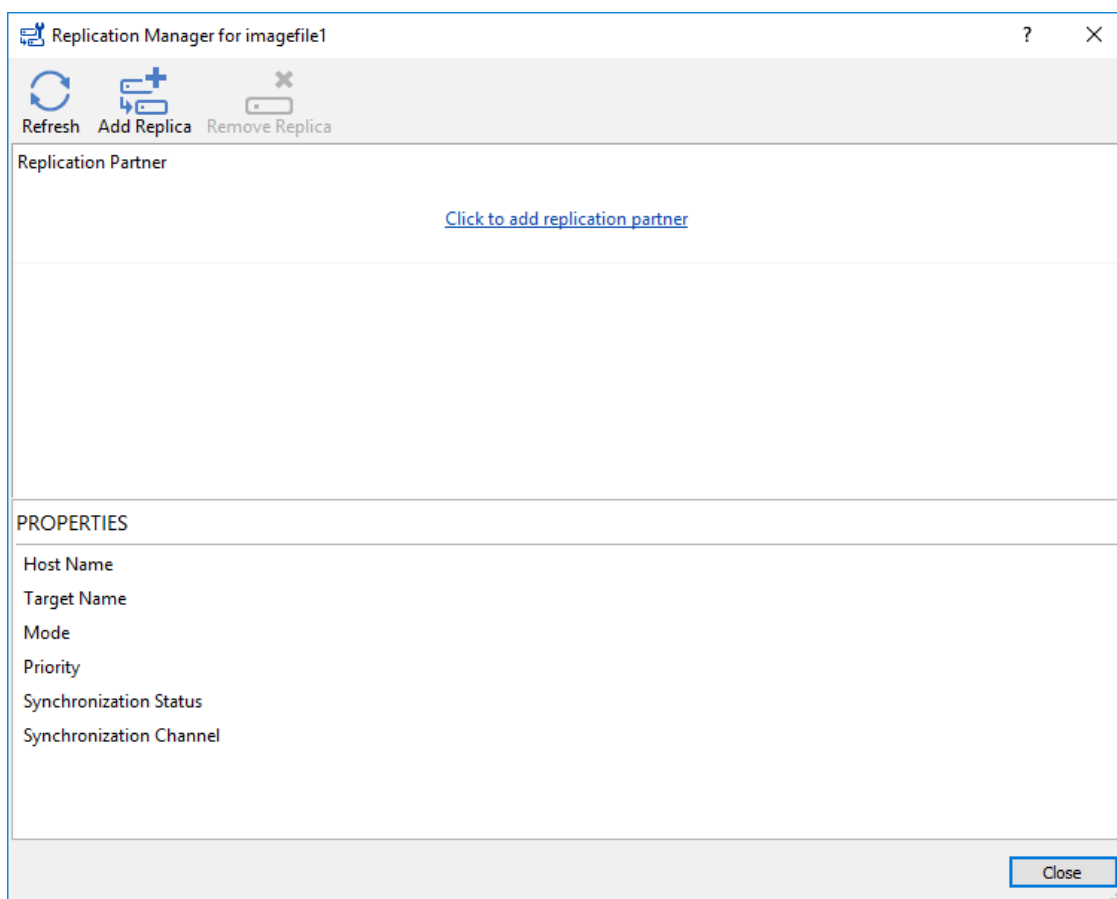 Replication Manager for imagefile1
?
Refresh Add Replica Remove Replica
Replication Partner
Click to add replication partner
PROPERTIES
Host Name
Target Name
Mode
Priority
Synchronization Status
Synchronization Channel
Close